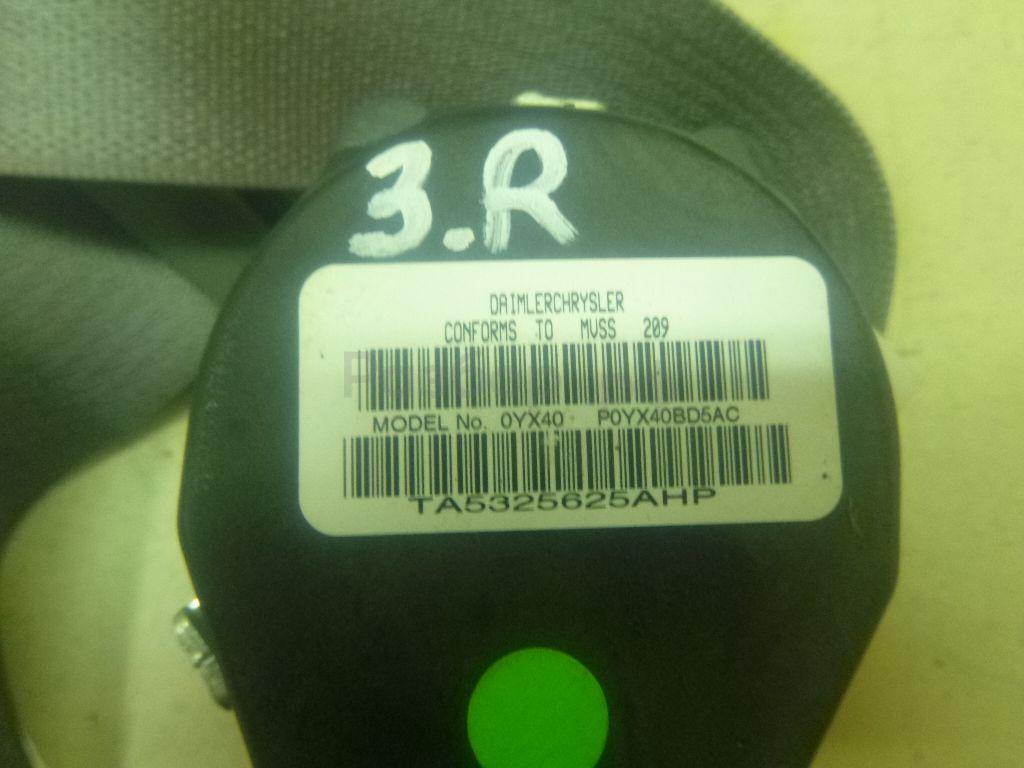 3.R
DAIMLERCHRYSLER
CONFORMS TO MVSS 209
MODEL No. 0YX40 P0YX40BD5AC
TA5325625AHP